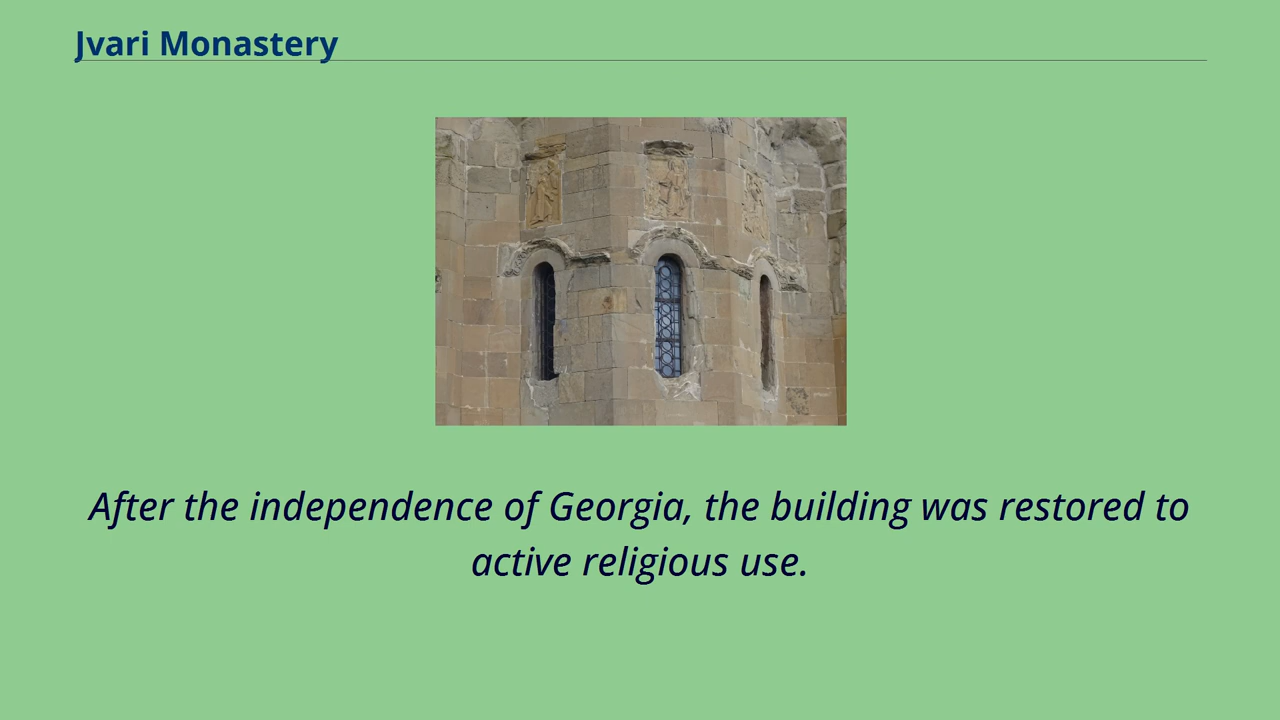 Jvari Monastery
After the independence of Georgia, the building was restored to
active religious use.